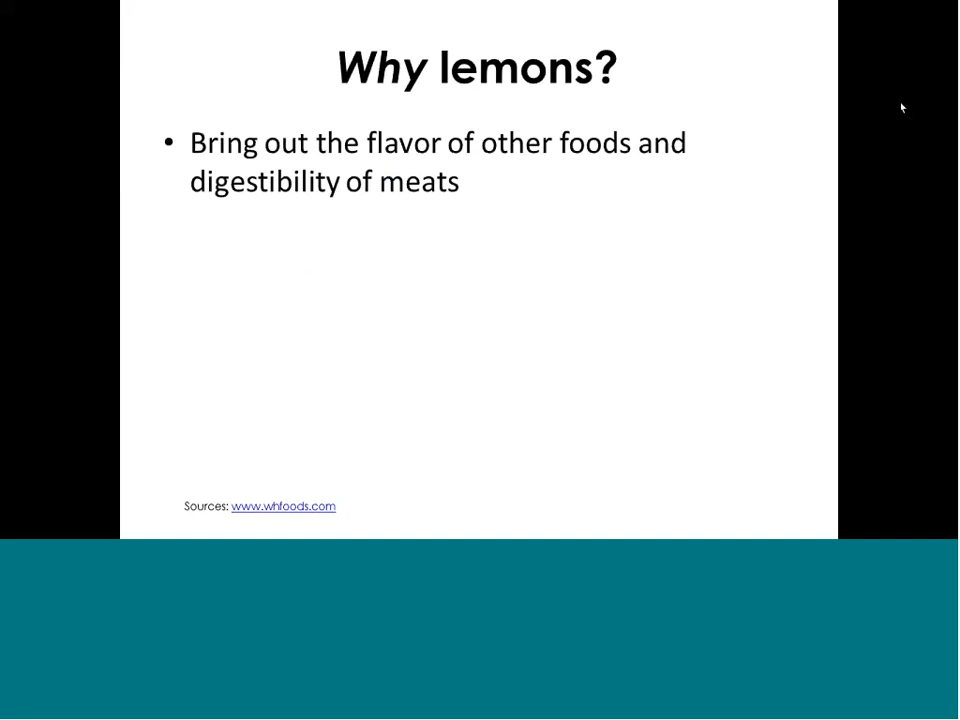 Why lemons?
• Bring out the flavor of other foods and
digestibility of meats
Sources: www.whfoods.com